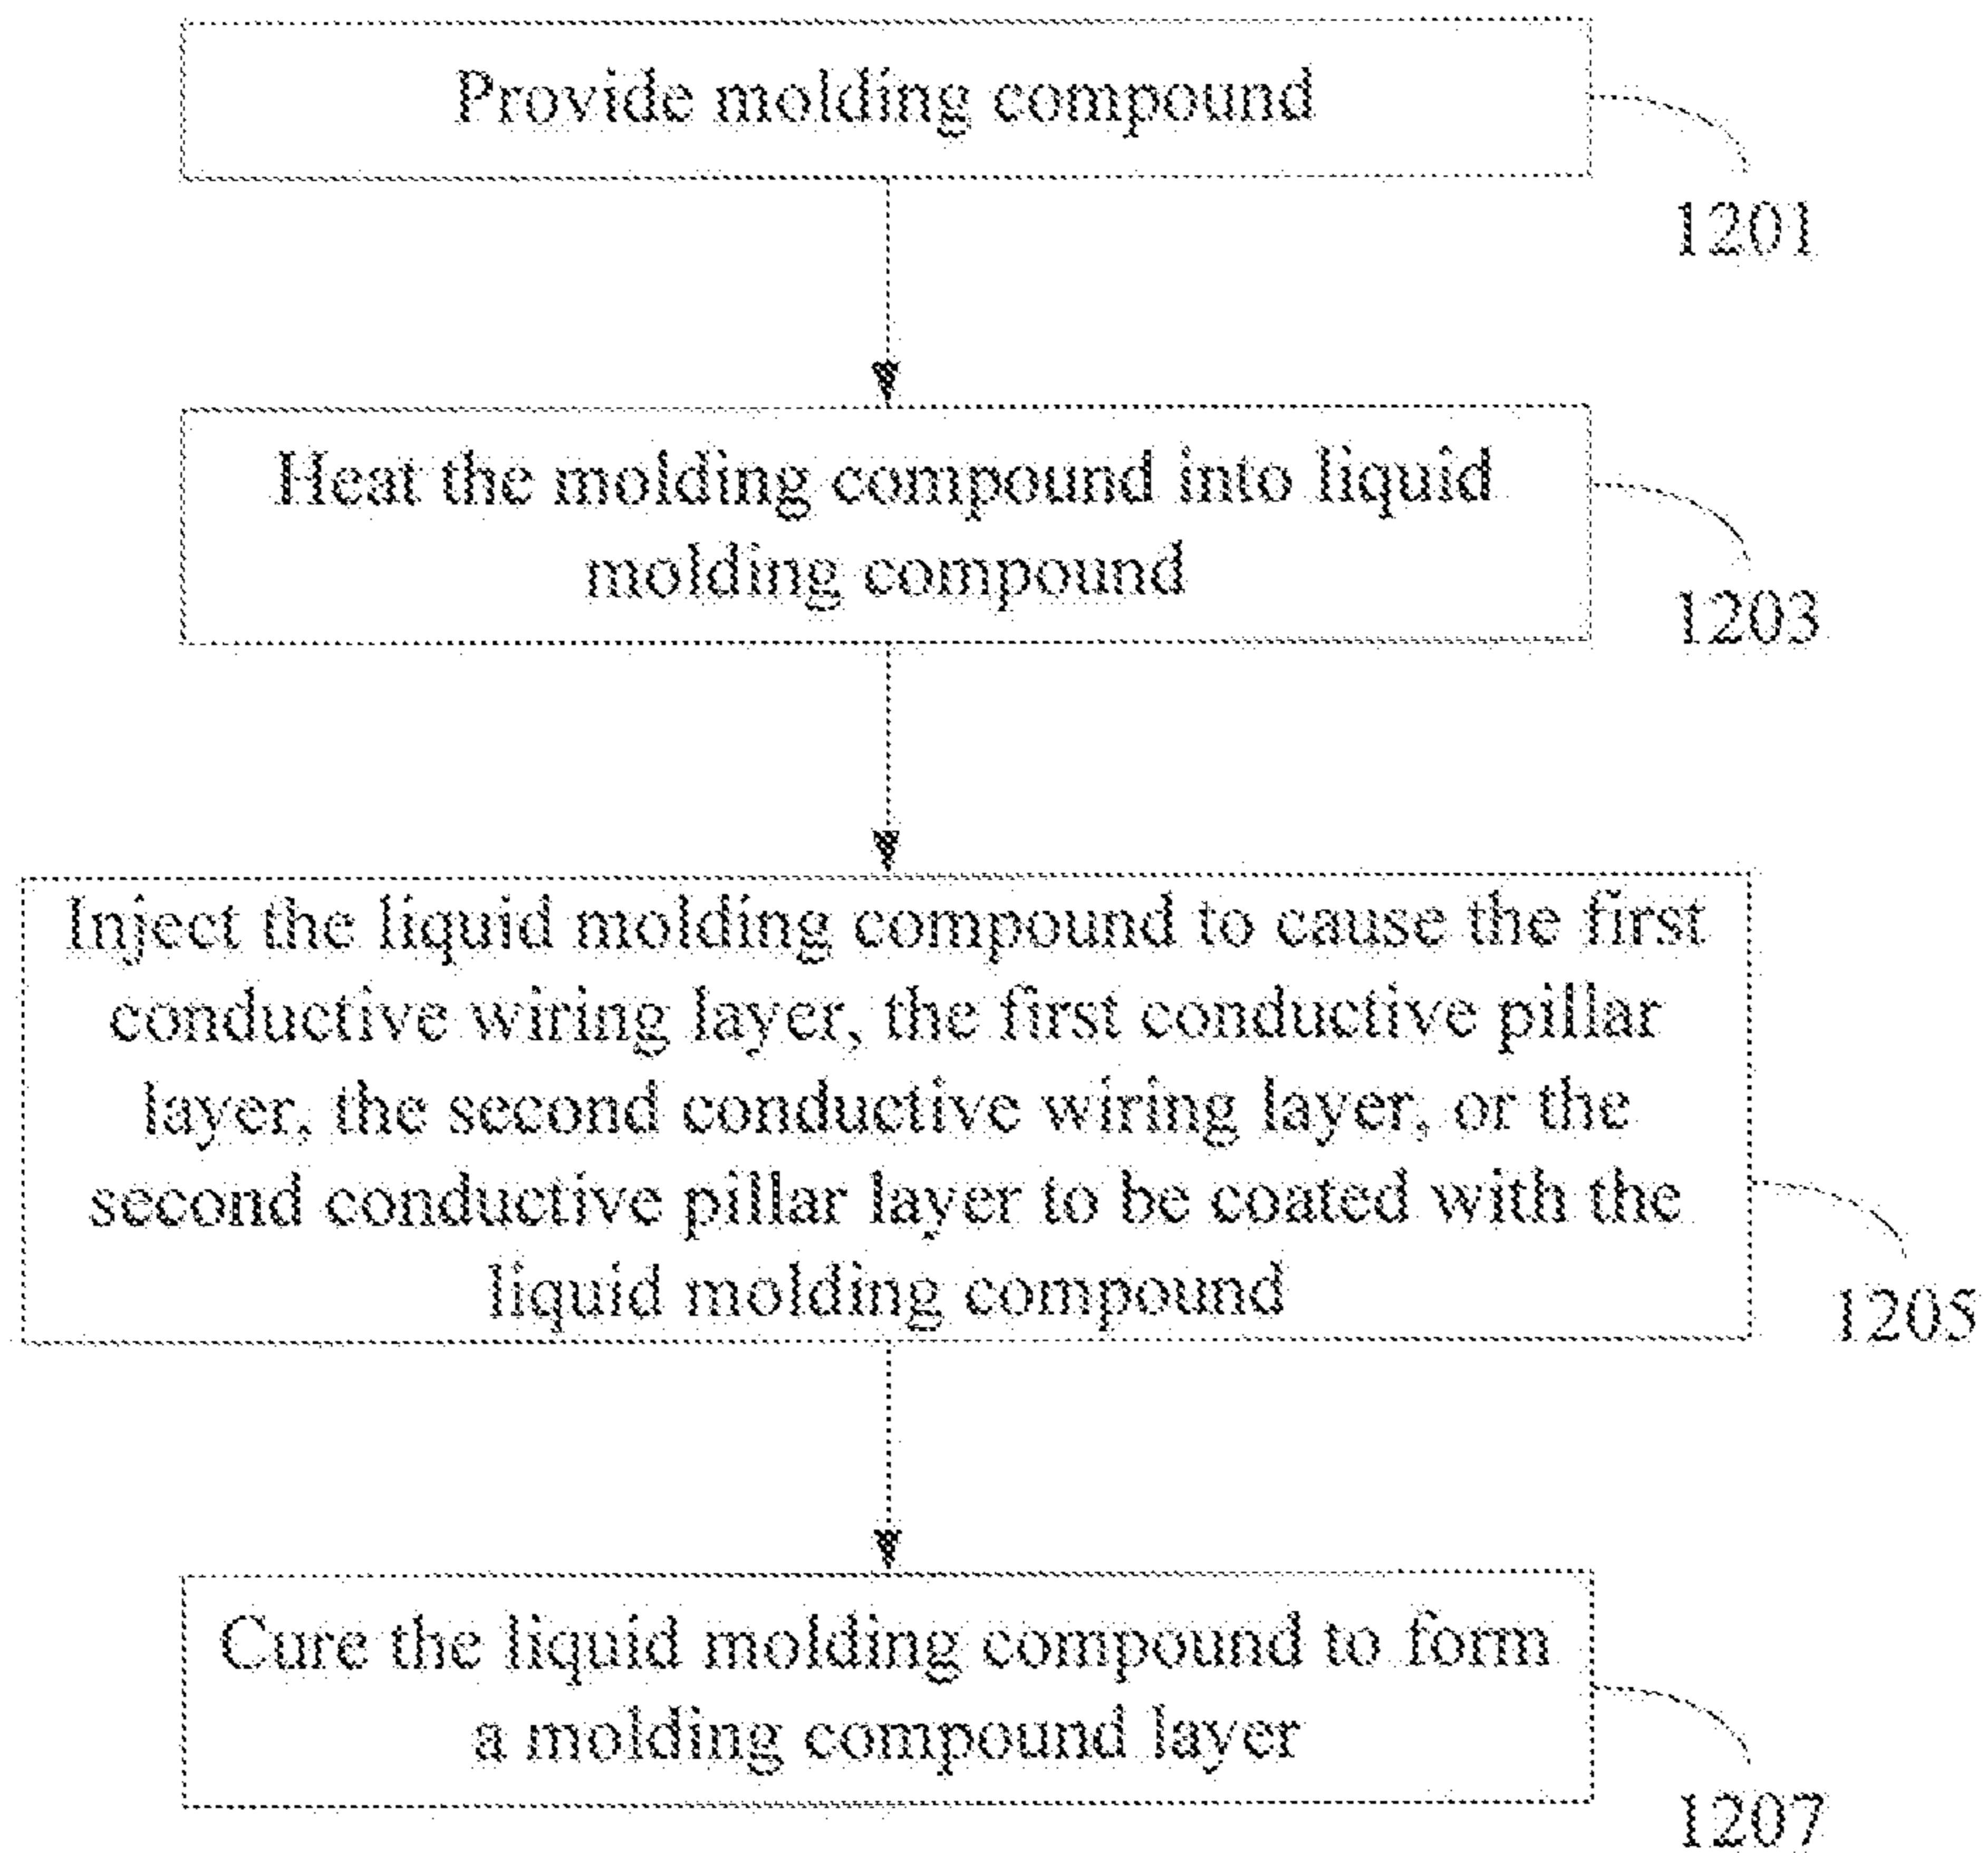 Provide molding compound
1201
Heat the molding compound into liquid
molding compound
1203
Inject the liquid molding compound to cause the first
conductive wiring layer, the first conductive pillar
layer, the second conductive wiring layer, or the
second conductive pillar layer to be coated with the
liquid molding compound
1205
Cure the liquid molding compound to form
a molding compound layer
1207